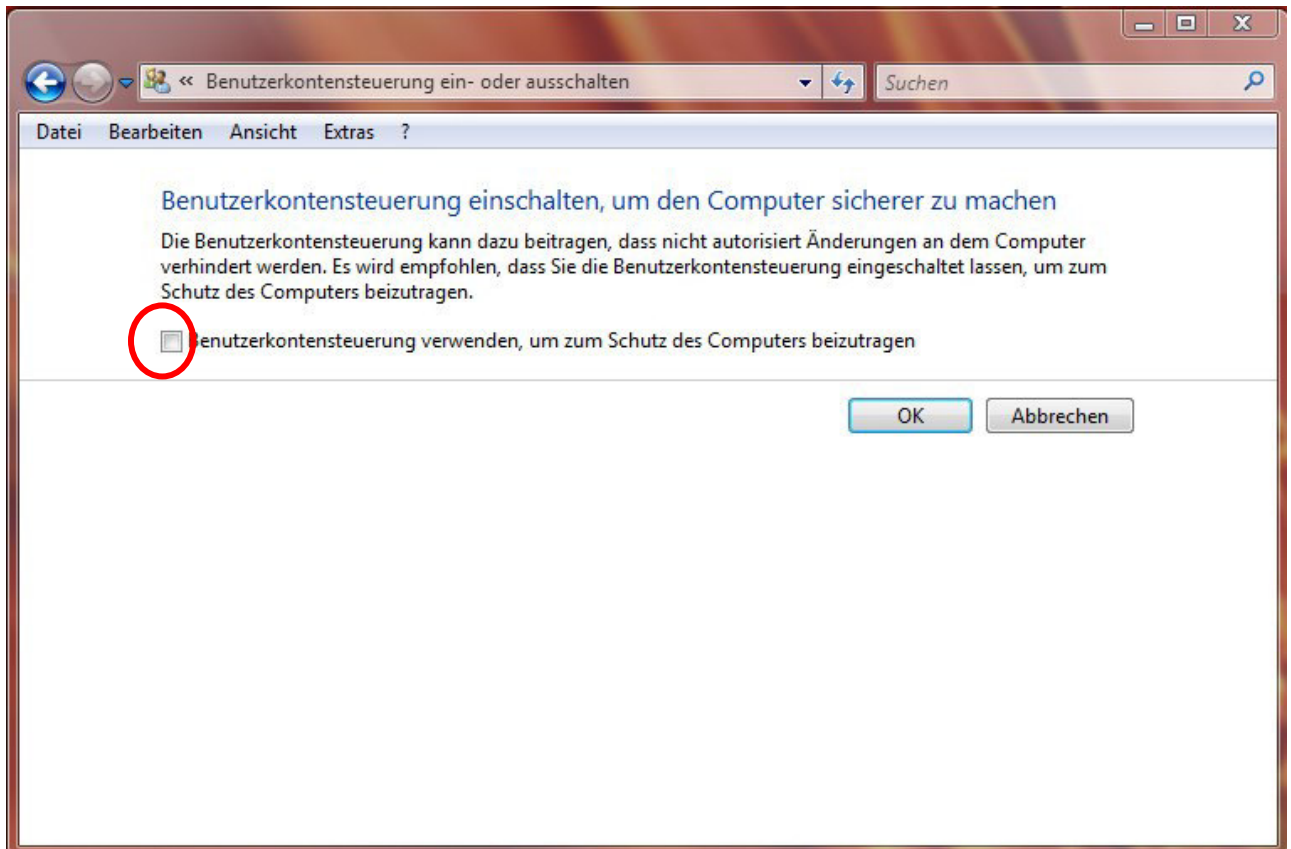 « Benutzerkontensteuerung ein- oder ausschalten
Suchen
Datei Bearbeiten Ansicht Extras ?
Benutzerkontensteuerung einschalten, um den Computer sicherer zu machen
Die Benutzerkontensteuerung kann dazu beitragen, dass nicht autorisiert Änderungen an dem Computer
verhindert werden. Es wird empfohlen, dass Sie die Benutzerkontensteuerung eingeschaltet lassen, um zum
Schutz des Computers beizutragen.
Benutzerkontensteuerung verwenden, um zum Schutz des Computers beizutragen
OK Abbrechen